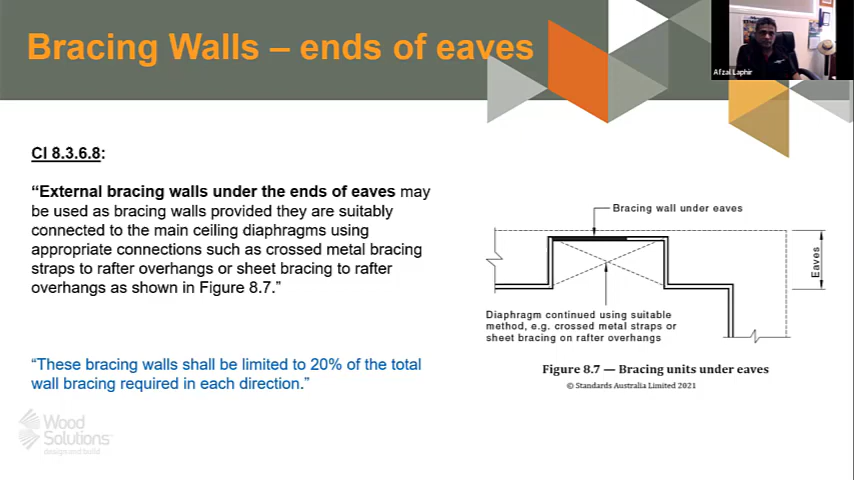 Bracing Walls – ends of eaves
Afzal Laphir
Cl 8.3.6.8:
“External bracing walls under the ends of eaves may
be used as bracing walls provided they are suitably
connected to the main ceiling diaphragms using
appropriate connections such as crossed metal bracing
straps to rafter overhangs or sheet bracing to rafter
overhangs as shown in Figure 8.7.”
“These bracing walls shall be limited to 20% of the total
wall bracing required in each direction.”
Bracing wall under eaves
Eaves
Diaphragm continued using suitable
method, e.g. crossed metal straps or
sheet bracing on rafter overhangs
Figure 8.7 — Bracing units under eaves
© Standards Australia Limited 2021
Wood
Solutions
design and build